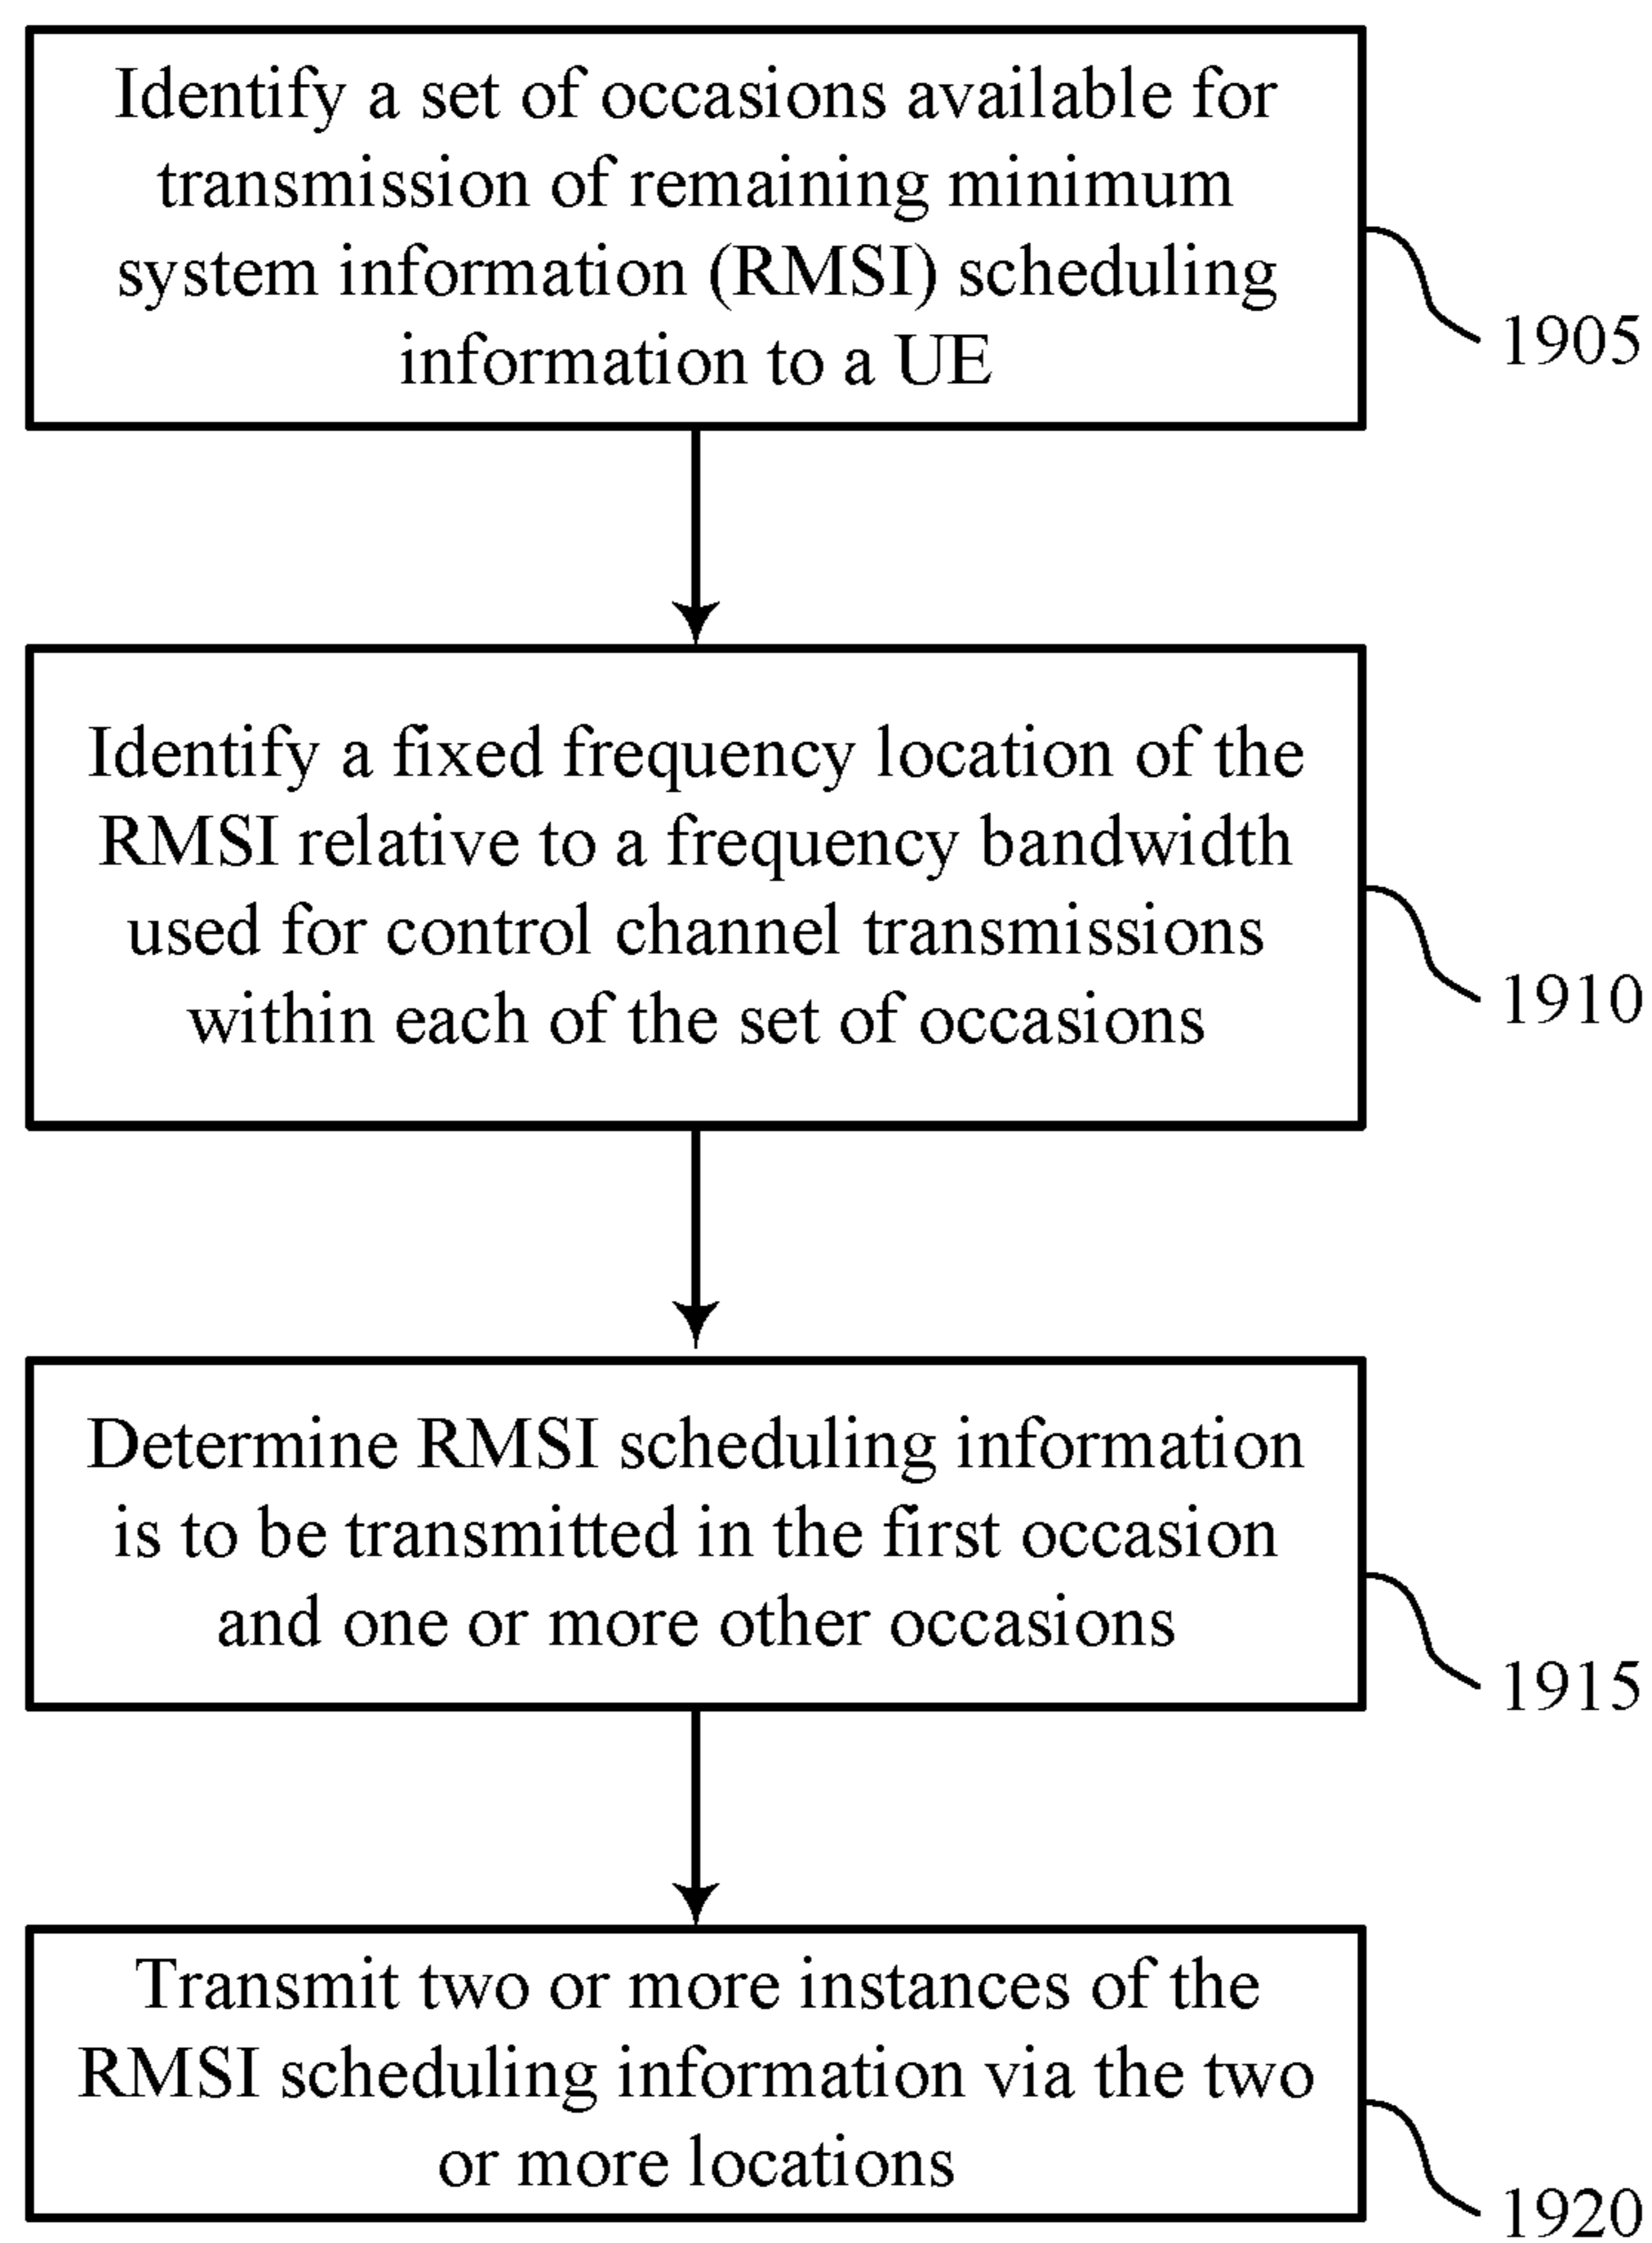 Identify a set of occasions available for
transmission of remaining minimum
system information (RMSI) scheduling
information to a UE
1905
Identify a fixed frequency location of the
RMSI relative to a frequency bandwidth
used for control channel transmissions
within each of the set of occasions
1910
Determine RMSI scheduling information
is to be transmitted in the first occasion
and one or more other occasions
1915
Transmit two or more instances of the
RMSI scheduling information via the two
or more locations
1920